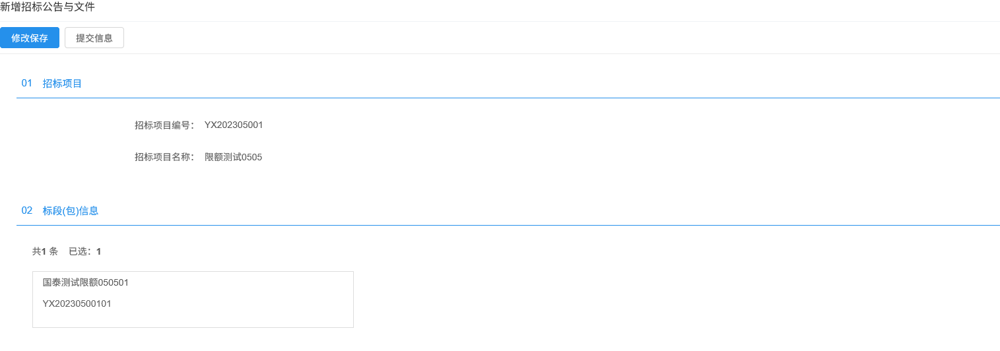 新增招标公告与文件
修改保存 提交信息
01 招标项目
招标项目编号： YX202305001
招标项目名称： 限额测试0505
02 标段(包)信息
共1 条 已选：1
国泰测试限额050501
YX20230500101